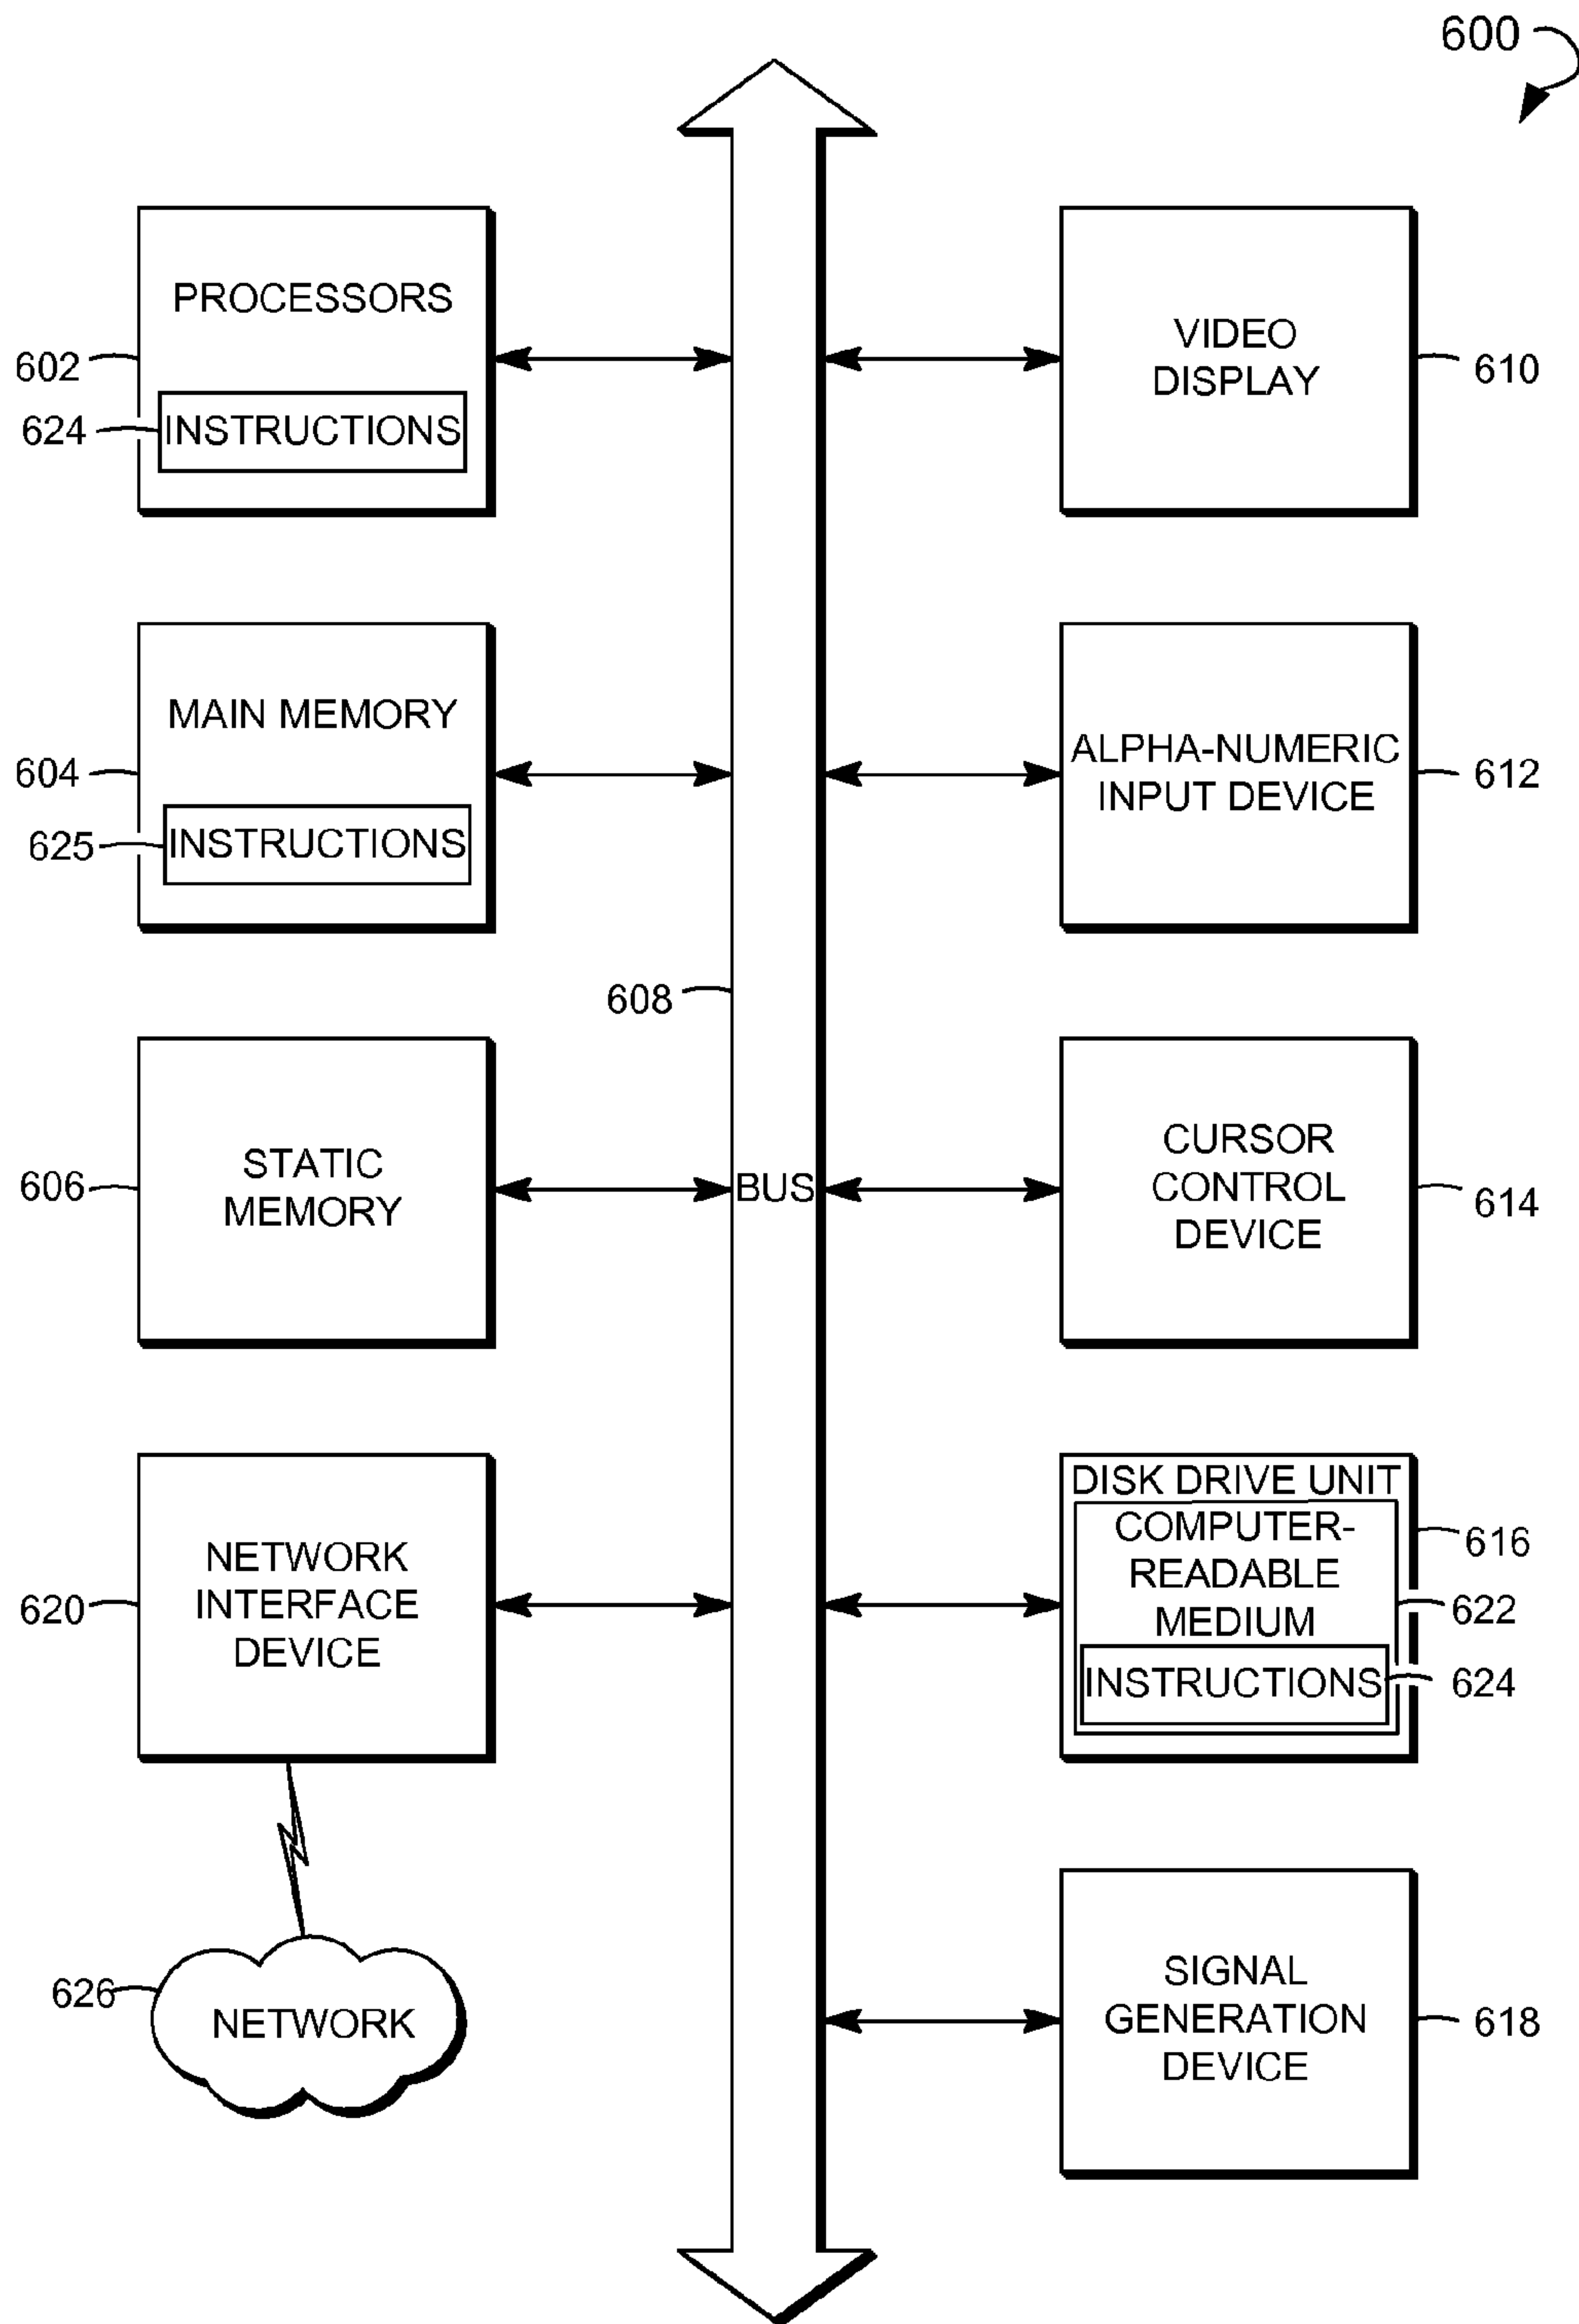 600
PROCESSORS
602
624
INSTRUCTIONS
VIDEO
DISPLAY
610
MAIN MEMORY
604
625
INSTRUCTIONS
ALPHA-NUMERIC
INPUT DEVICE
612
608
STATIC
MEMORY
606
BUS
CURSOR
CONTROL
DEVICE
614
NETWORK
INTERFACE
DEVICE
620
DISK DRIVE UNIT
COMPUTER-
READABLE
MEDIUM
INSTRUCTIONS
616
622
624
626
NETWORK
SIGNAL
GENERATION
DEVICE
618